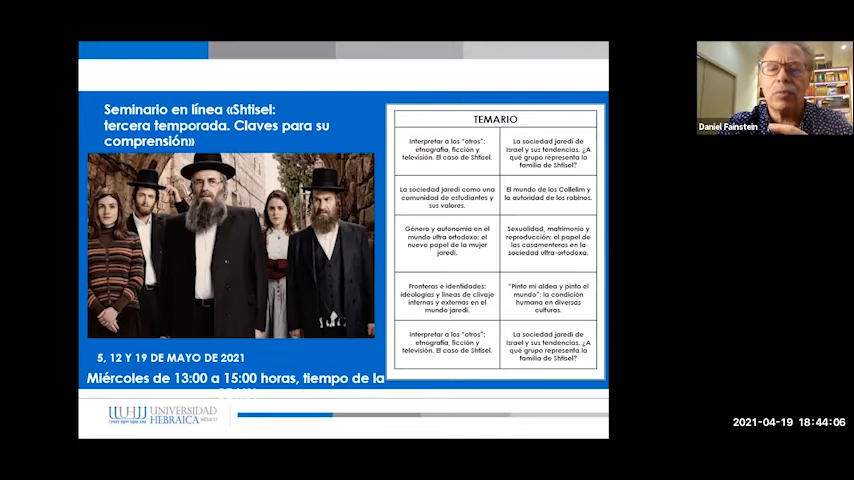 Seminario en línea «Shtisel:
tercera temporada. Claves para su
comprensión»
5, 12 Y 19 DE MAYO DE 2021
Miércoles de 13:00 a 15:00 horas, tiempo de la
UNIVERSIDAD
HEBRAICA
MÉXICO
TEMARIO
Interpretar a los "otros":
etnografía, ficción y
televisión. El caso de Shtisel.
La sociedad jaredí de
Israel y sus tendencias. ¿A
qué grupo representa la
familia de Shtisel?
La sociedad jaredí como una
comunidad de estudiantes y
sus valores.
El mundo de los Collelim y
la autoridad de los rabinos.
Género y autonomía en el
mundo ultra ortodoxo: el
nuevo papel de la mujer
jaredí.
Sexualidad, matrimonio y
reproducción: el papel de
las casamenteras en la
sociedad ultra-ortodoxa.
Fronteras e identidades:
ideologías y líneas de clivaje
internas y externas en el
mundo jaredí.
"Pinto mi aldea y pinto el
mundo": la condición
humana en diversas
culturas.
Interpretar a los "otros":
etnografía, ficción y
televisión. El caso de Shtisel.
La sociedad jaredí de
Israel y sus tendencias. ¿A
qué grupo representa la
familia de Shtisel?
Daniel Fainstein
2021-04-19 18:44:06